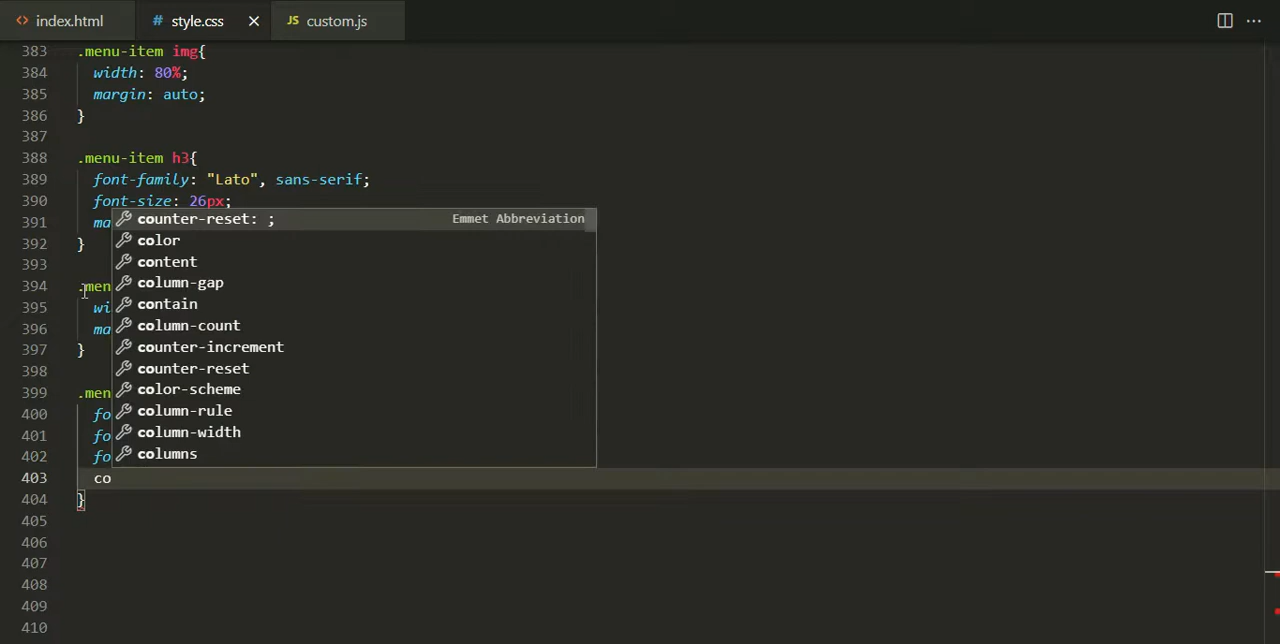 <> index.html # style.css × JS custom.js ...
383 .menu-item img{
384 width: 80%;
385 margin: auto;
386 }
387
388 .menu-item h3{
389 font-family: "Lato", sans-serif;
390 font-size: 26px;
391 ma
392 }
393
394 .men
395 wi
396 ma
397 }
398
399 .men
400 fo
401 fo
402 fo
403 co
404 }
405
406
407
408
409
410
counter-reset: ; Emmet Abbreviation
color
content
column-gap
contain
column-count
counter-increment
counter-reset
color-scheme
column-rule
column-width
columns